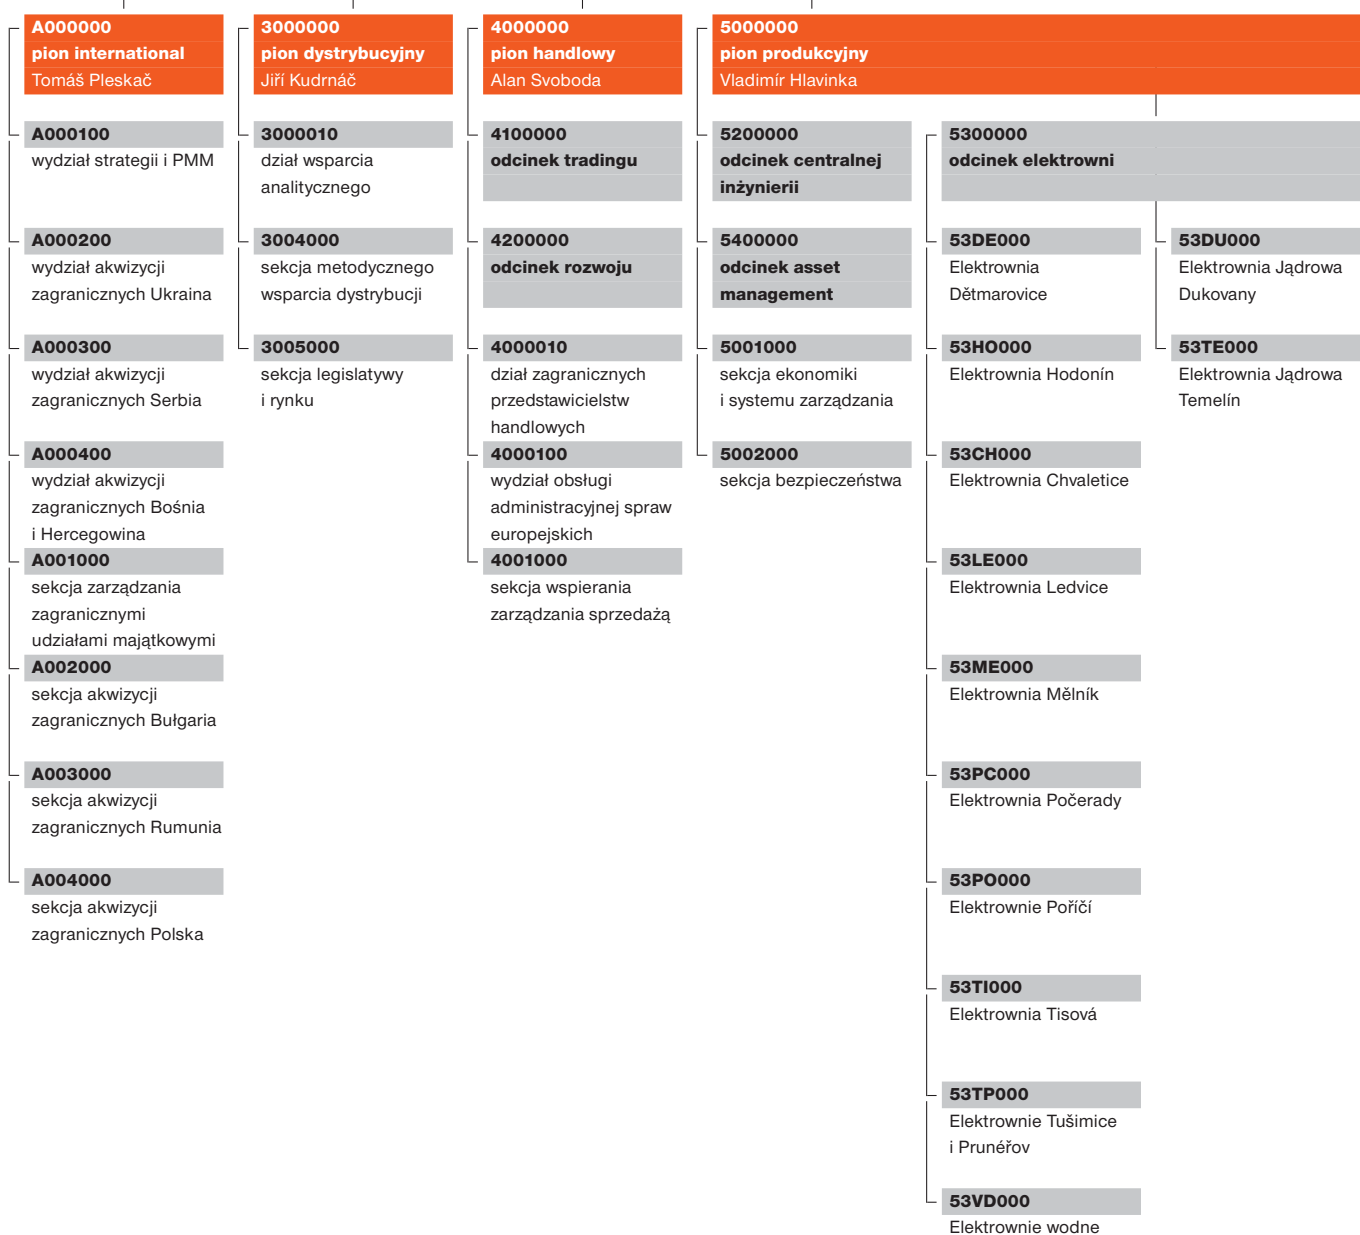 A000000
pion international
Tomáš Pleskač
A000100
wydział strategii i PMM
A000200
wydział akwizycji
zagranicznych Ukraina
A000300
wydział akwizycji
zagranicznych Serbia
A000400
wydział akwizycji
zagranicznych Bośnia
i Hercegowina
A001000
sekcja zarządzania
zagranicznymi
udziałami majątkowymi
A002000
sekcja akwizycji
zagranicznych Bułgaria
A003000
sekcja akwizycji
zagranicznych Rumunia
A004000
sekcja akwizycji
zagranicznych Polska
3000000
pion dystrybucyjny
Jiří Kudrnáč
3000010
dział wsparcia
analitycznego
3004000
sekcja metodycznego
wsparcia dystrybucji
3005000
sekcja legislatywy
i rynku
4000000
pion handlowy
Alan Svoboda
4100000
odcinek tradingu
4200000
odcinek rozwoju
4000010
dział zagranicznych
przedstawicielstw
handlowych
4000100
wydział obsługi
administracyjnej spraw
europejskich
4001000
sekcja wspierania
zarządzania sprzedażą
5000000
pion produkcyjny
Vladimír Hlavinka
5200000
odcinek centralnej
inżynierii
5400000
odcinek asset
management
5001000
sekcja ekonomiki
i systemu zarządzania
5002000
sekcja bezpieczeństwa
5300000
odcinek elektrowni
53DE000
Elektrownia
Dětmarovice
53HO000
Elektrownia Hodonín
53CH000
Elektrownia Chvaletice
53LE000
Elektrownia Ledvice
53ME000
Elektrownia Mělník
53PC000
Elektrownia Počerady
53PO000
Elektrownie Poříčí
53TI000
Elektrownia Tisová
53TP000
Elektrownie Tušimice
i Prunéřov
53VD000
Elektrownie wodne
53DU000
Elektrownia Jądrowa
Dukovany
53TE000
Elektrownia Jądrowa
Temelín